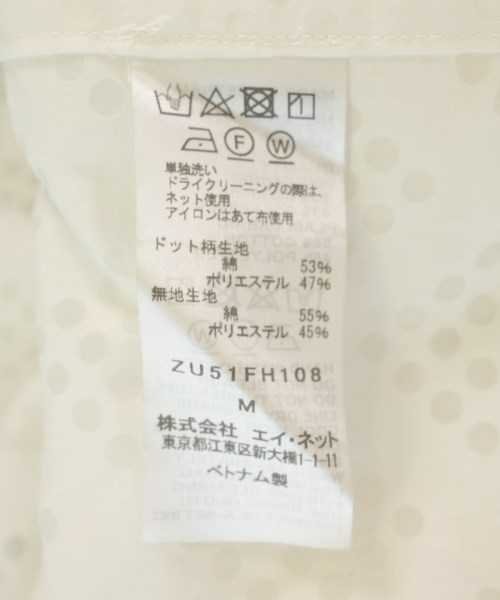 F W
単独洗い
ドライクリーニングの際は、
ネット使用
アイロンはあて布使用
ドット柄生地
綿 53%
ポリエステル 47%
無地生地
綿 55%
ポリエステル 45%
ZU51FH108
M
株式会社 エイ・ネット
東京都江東区新大橋1-1-11
ベトナム製